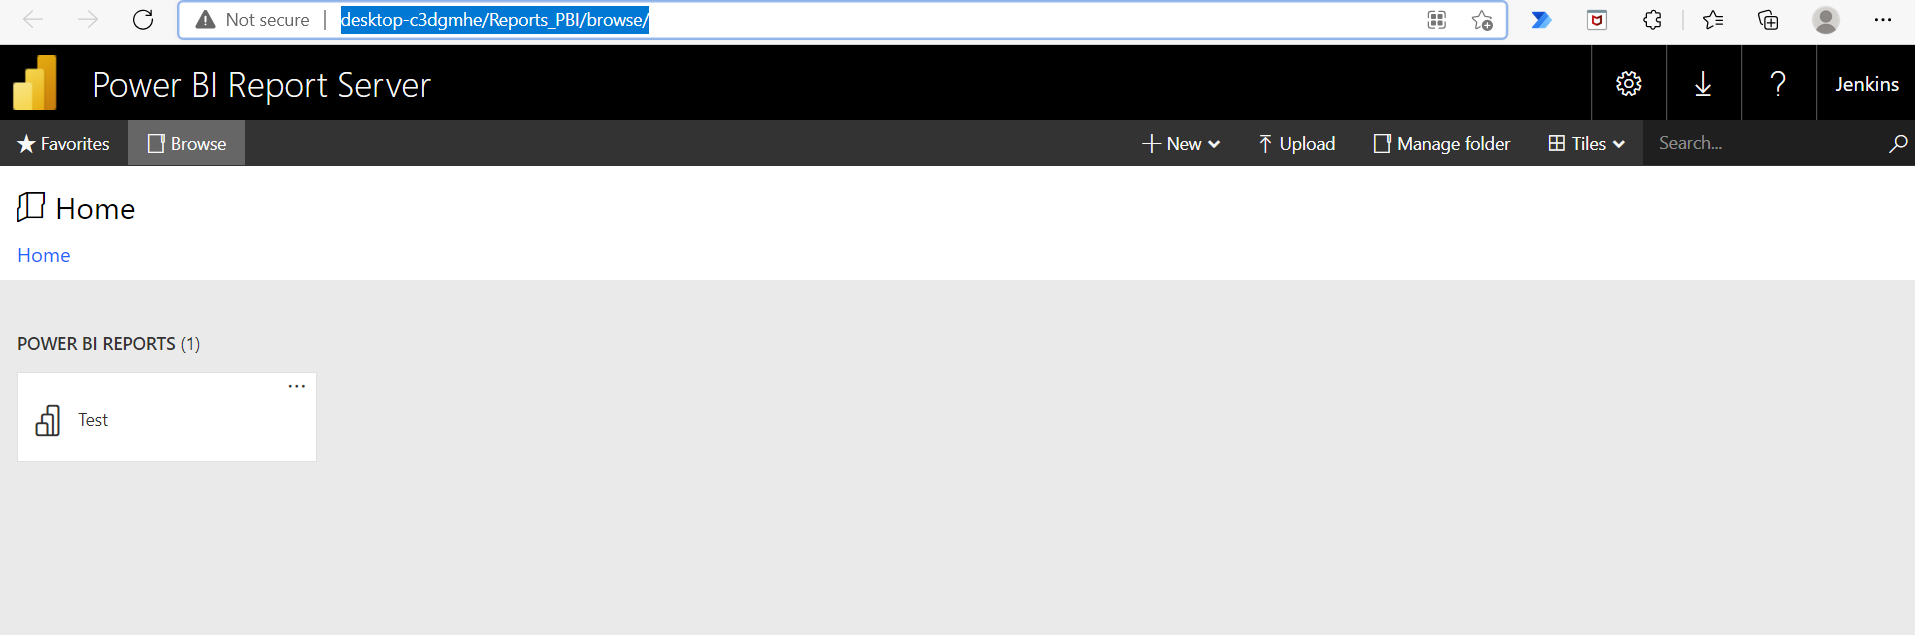 Not secure | desktop-c3dgmhe/Reports_PBI/browse/
Power BI Report Server
? Jenkins
Favorites Browse New Upload Manage folder Tiles Search...
Home
Home
POWER BI REPORTS (1)
...
Test